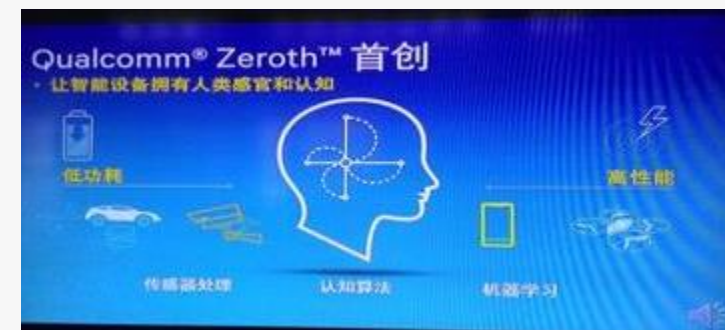 Qualcomm® Zeroth™ 首创
· 让智能设备拥有人类感官和认知
低功耗
高性能
传感器处理
认知算法
机器学习